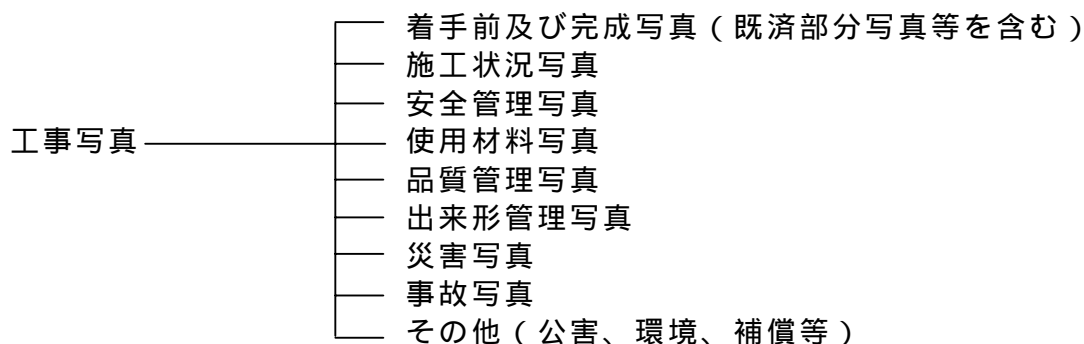 着手前及び完成写真(既済部分写真等を含む)
施工状況写真
安全管理写真
工事写真
使用材料写真
品質管理写真
出来形管理写真
災害写真
事故写真
その他(公害、環境、補償等)